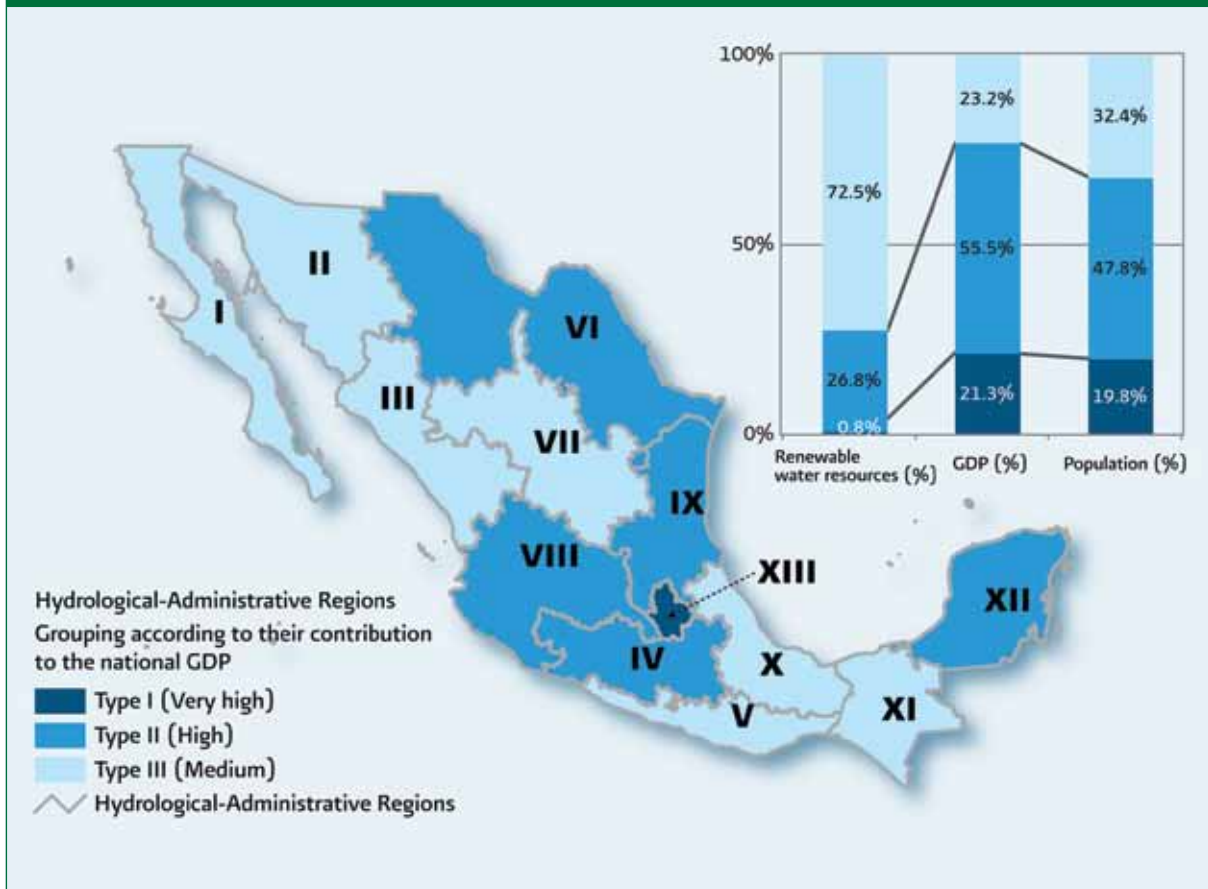 100%
23.2%
32.4%
72.5%
50%
55.5%
47.8%
26.8%
21.3%
19.8%
0.8%
0%
Renewable
water resources (%)
GDP (%)
Population (%)
I
II
III
VI
VII
VIII
IX
XIII
XII
IV
X
V
XI
Hydrological-Administrative Regions
Grouping according to their contribution
to the national GDP
Type I (Very high)
Type II (High)
Type III (Medium)
Hydrological-Administrative Regions